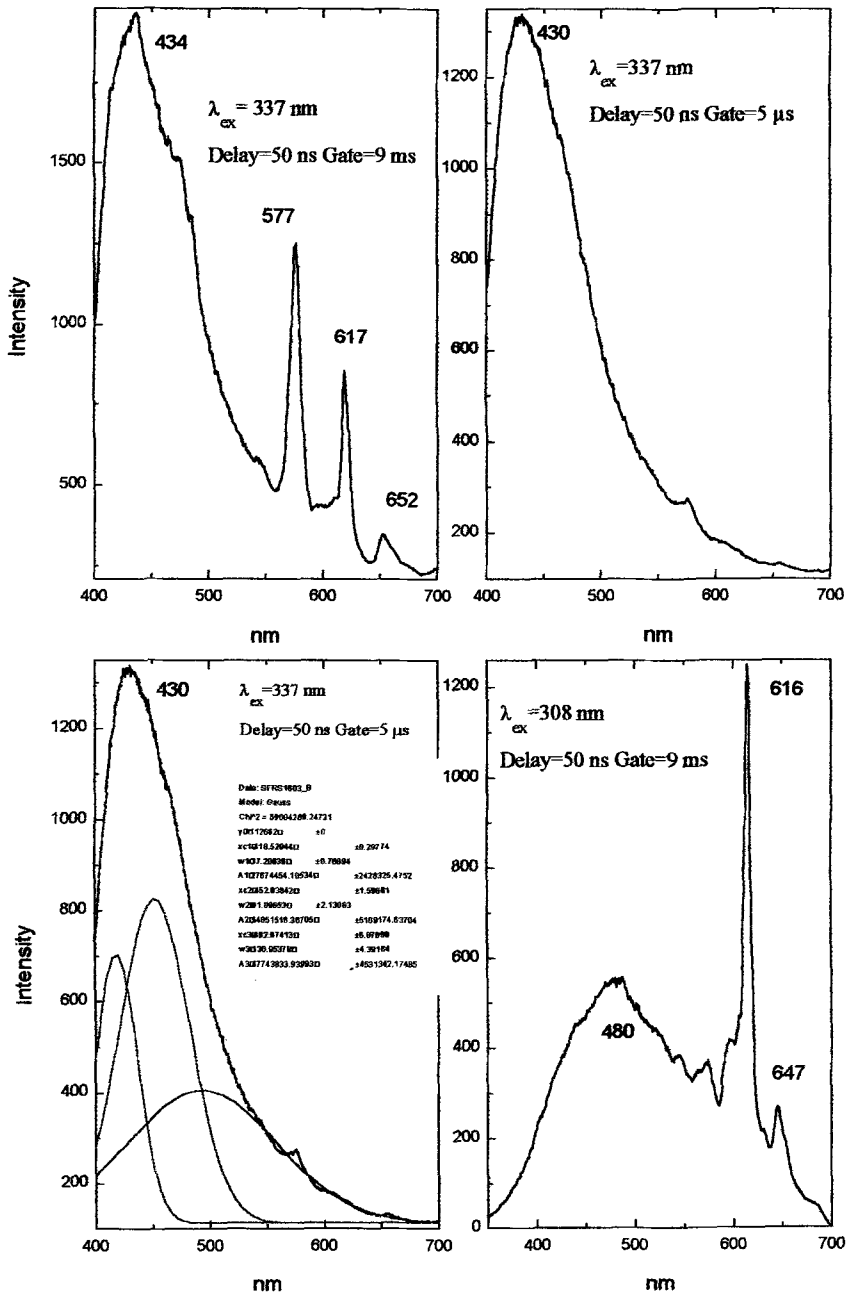 434
λex = 337 nm
Delay=50 ns Gate=9 ms
577
617
652
1500
1000
500
Intensity
400 500 600 700
nm
430
λex=337 nm
Delay=50 ns Gate=5 µs
1200
1000
800
600
400
200
400 500 600 700
nm
430
λex=337 nm
Delay=50 ns Gate=5 µs
Model: Gauss
1200
1000
800
600
400
200
Intensity
400 500 600 700
nm
616
λex=308 nm
Delay=50 ns Gate=9 ms
480
647
1200
1000
800
600
400
200
0
400 500 600 700
nm